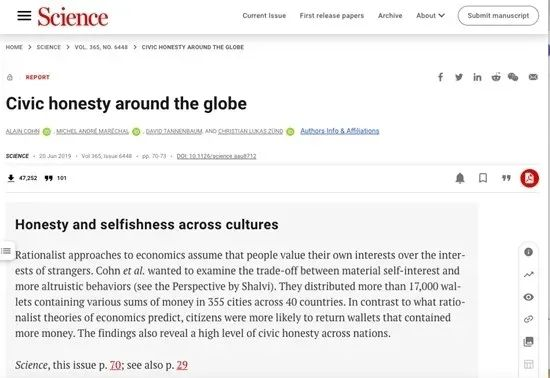 Science
Current Issue First release papers Archive About Submit manuscript
HOME > SCIENCE > VOL. 365, NO. 6448 > CIVIC HONESTY AROUND THE GLOBE
REPORT
Civic honesty around the globe
ALAIN COHN, MICHEL ANDRÉ MARÉCHAL, DAVID TANNENBAUM, AND CHRISTIAN LUKAS ZÜND Authors Info & Affiliations
SCIENCE • 20 Jun 2019 • Vol 365, Issue 6448 • pp. 70-73 • DOI: 10.1126/science.aau8712
47,252 101
Honesty and selfishness across cultures
Rationalist approaches to economics assume that people value their own interests over the inter-
ests of strangers. Cohn et al. wanted to examine the trade-off between material self-interest and
more altruistic behaviors (see the Perspective by Shalvi). They distributed more than 17,000 wal-
lets containing various sums of money in 355 cities across 40 countries. In contrast to what ratio-
nalist theories of economics predict, citizens were more likely to return wallets that contained
more money. The findings also reveal a high level of civic honesty across nations.
Science, this issue p. 70; see also p. 29